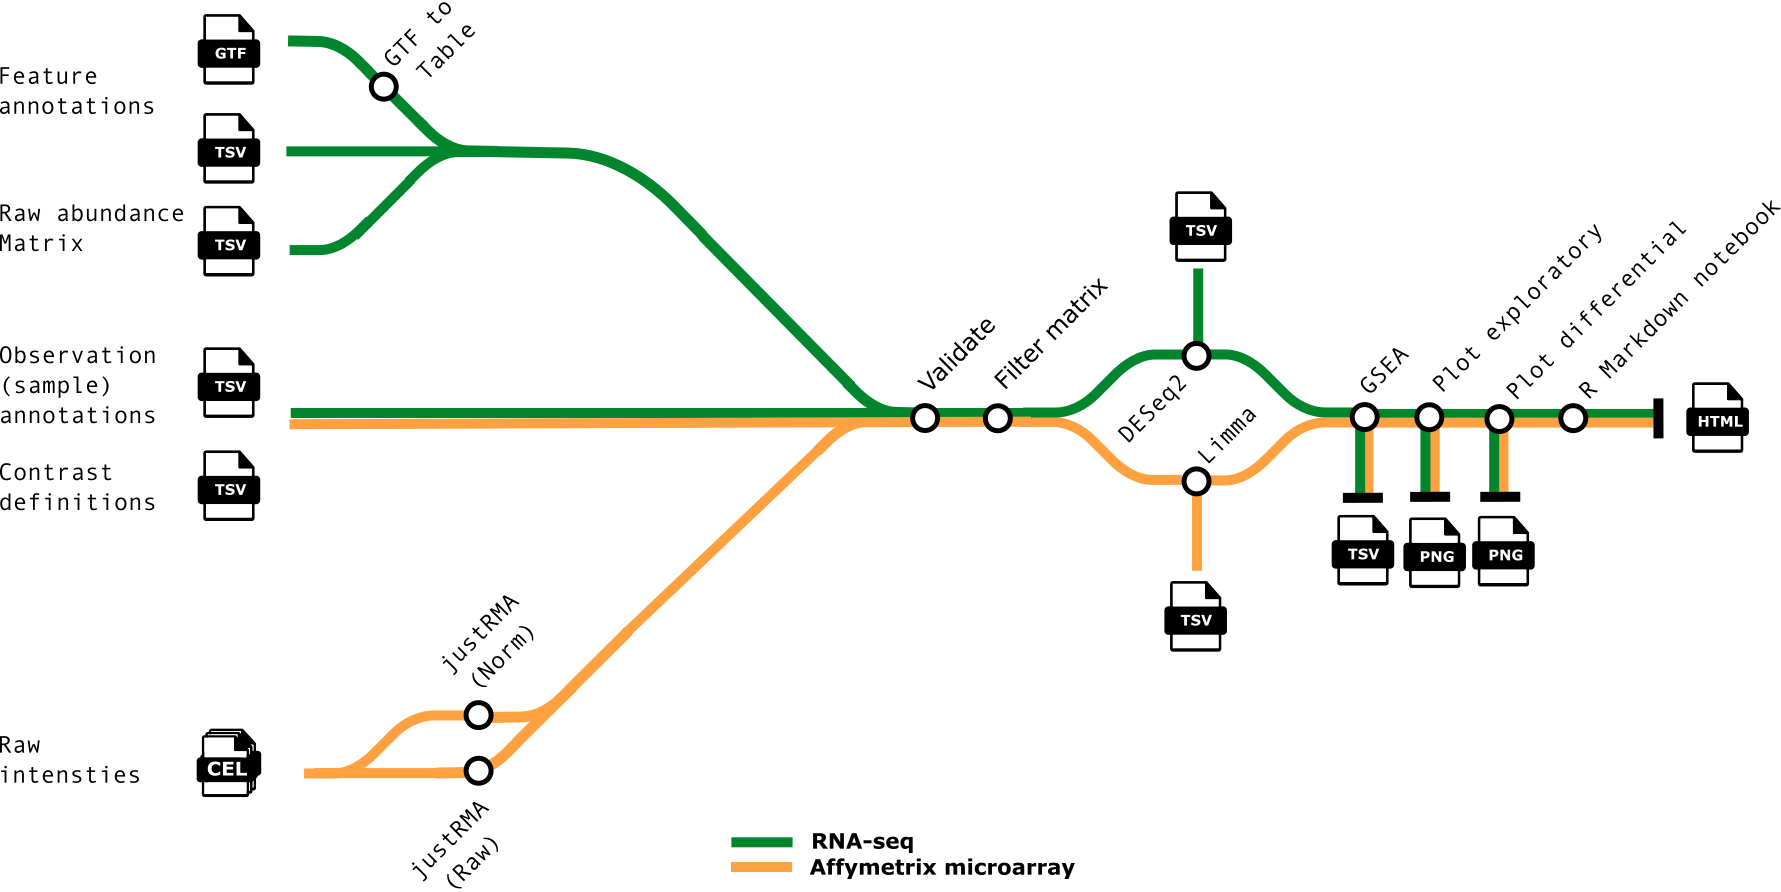 GTF
GTF to
Table
Feature
annotations
TSV
Raw abundance
Matrix
TSV
TSV
Observation
(sample)
annotations
TSV
Validate
Filter matrix
DESeq2
Limma
GSEA
Plot exploratory
Plot differential
R Markdown notebook
HTML
Contrast
definitions
TSV
TSV
PNG
PNG
TSV
justRMA
(Norm)
Raw
intensties
CEL
justRMA
(Raw)
RNA-seq
Affymetrix microarray